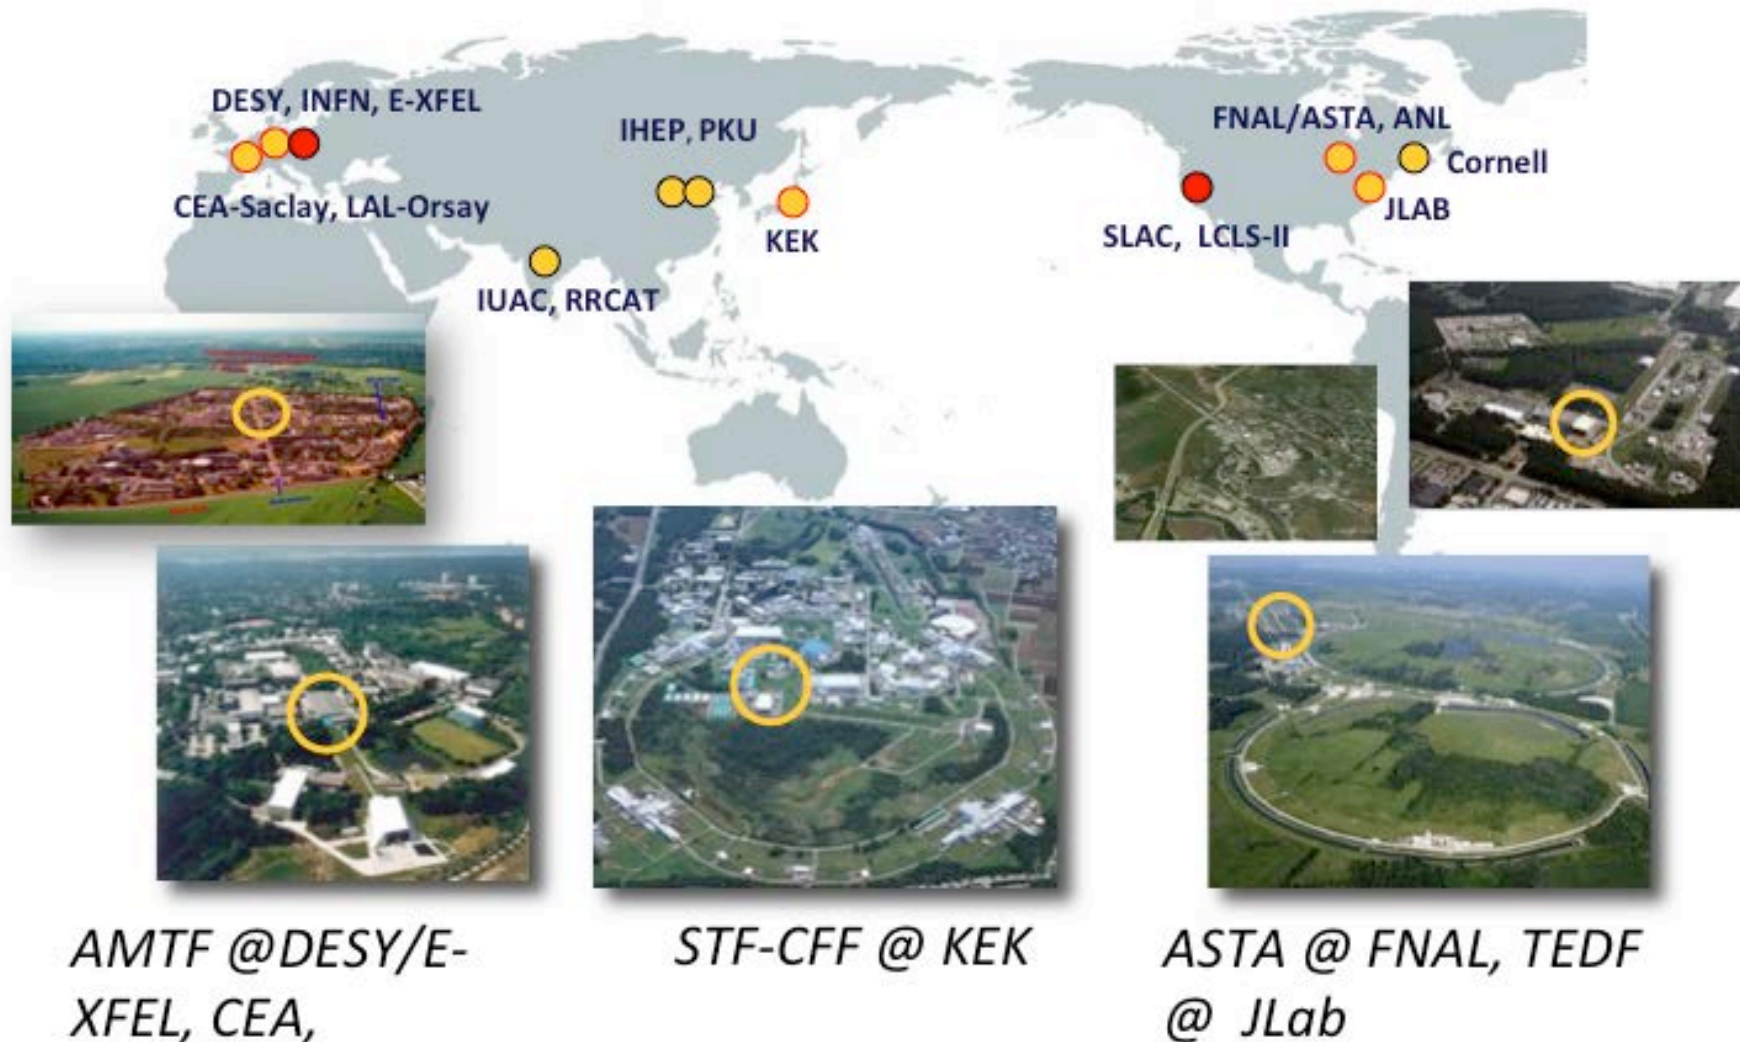 DESY, INFN, E-XFEL
IHEP, PKU
FNAL/ASTA, ANL
Cornell
CEA-Saclay, LAL-Orsay
JLAB
KEK
SLAC, LCLS-II
IUAC, RRCAT
AMTF @DESY/E-
XFEL, CEA,
STF-CFF @ KEK
ASTA @ FNAL, TEDF
@ JLab